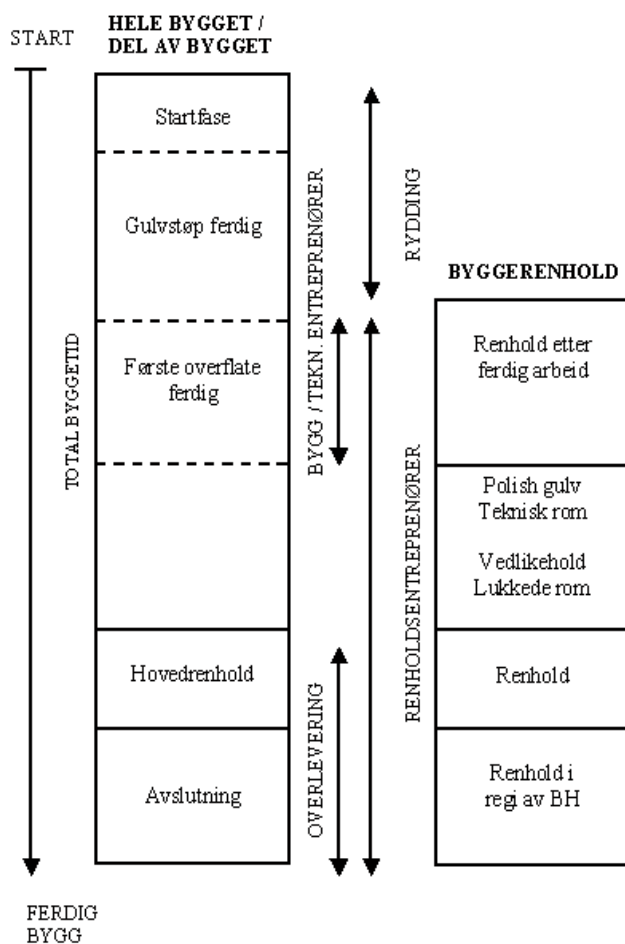 START
HELE BYGGET /
DEL AV BYGGET
Startfase
Gulvstøp ferdig
Første overflate
ferdig
Hovedrenhold
Avslutning
TOTAL BYGGETID
FERDIG
BYGG
BYGG / TEKN. ENTREPRENØRER
OVERLEVERING
RYDDING
RENHOLDSENTREPRENØRER
BYGGERENHOLD
Renhold etter
ferdig arbeid
Polish gulv
Teknisk rom
Vedlikehold
Lukkede rom
Renhold
Renhold i
regi av BH